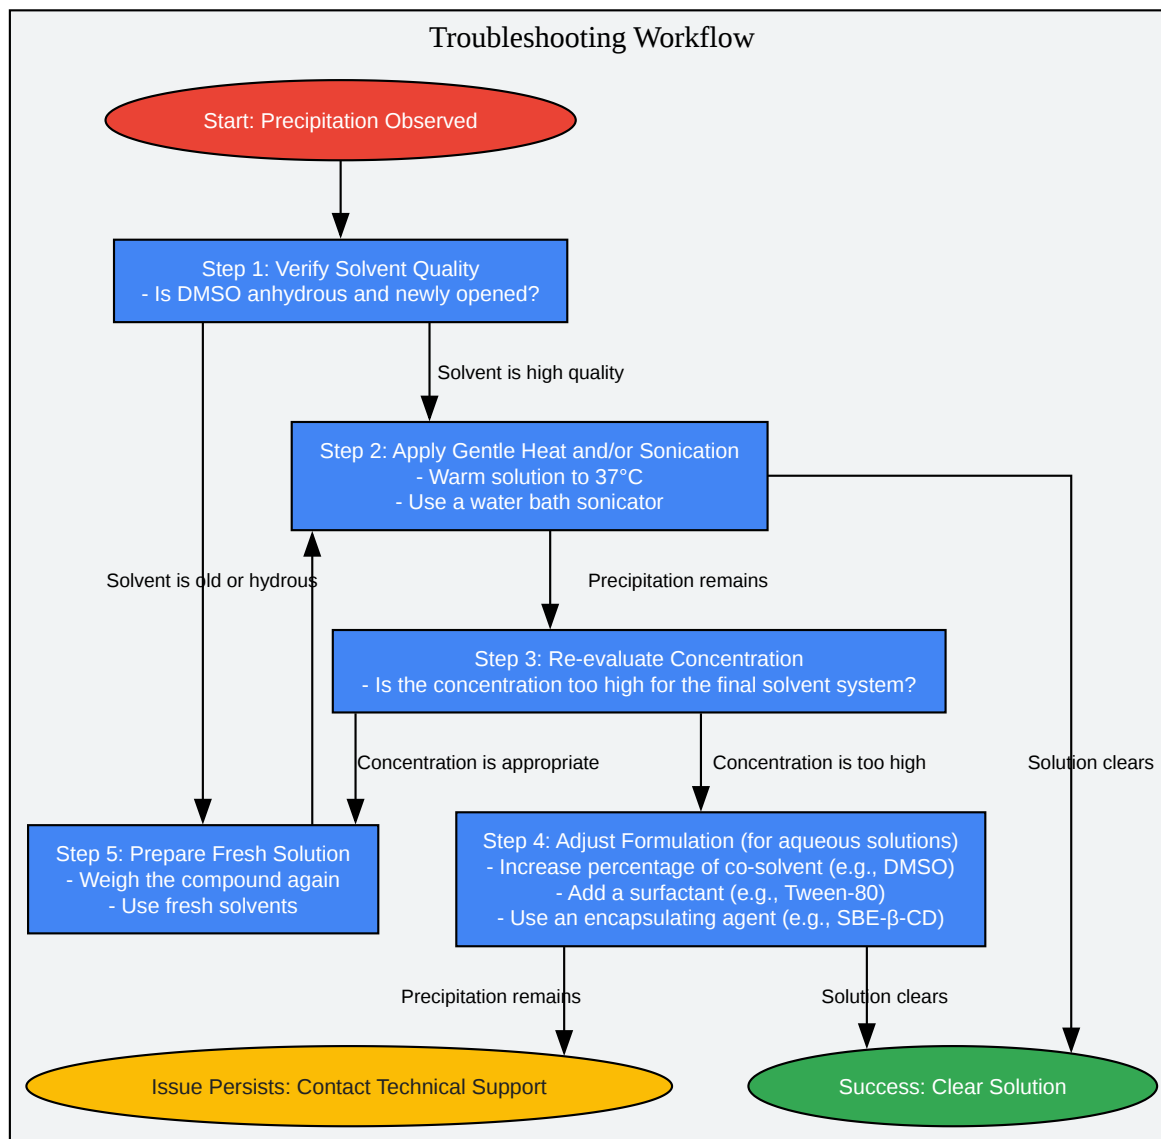 Troubleshooting Workflow
Start: Precipitation Observed
Step 1: Verify Solvent Quality
- Is DMSO anhydrous and newly opened?
Solvent is high quality
Step 2: Apply Gentle Heat and/or Sonication
- Warm solution to 37°C
- Use a water bath sonicator
Solvent is old or hydrous
Precipitation remains
Step 3: Re-evaluate Concentration
- Is the concentration too high for the final solvent system?
Concentration is appropriate
Concentration is too high
Solution clears
Step 5: Prepare Fresh Solution
- Weigh the compound again
- Use fresh solvents
Step 4: Adjust Formulation (for aqueous solutions)
- Increase percentage of co-solvent (e.g., DMSO)
- Add a surfactant (e.g., Tween-80)
- Use an encapsulating agent (e.g., SBE-β-CD)
Precipitation remains
Solution clears
Issue Persists: Contact Technical Support
Success: Clear Solution